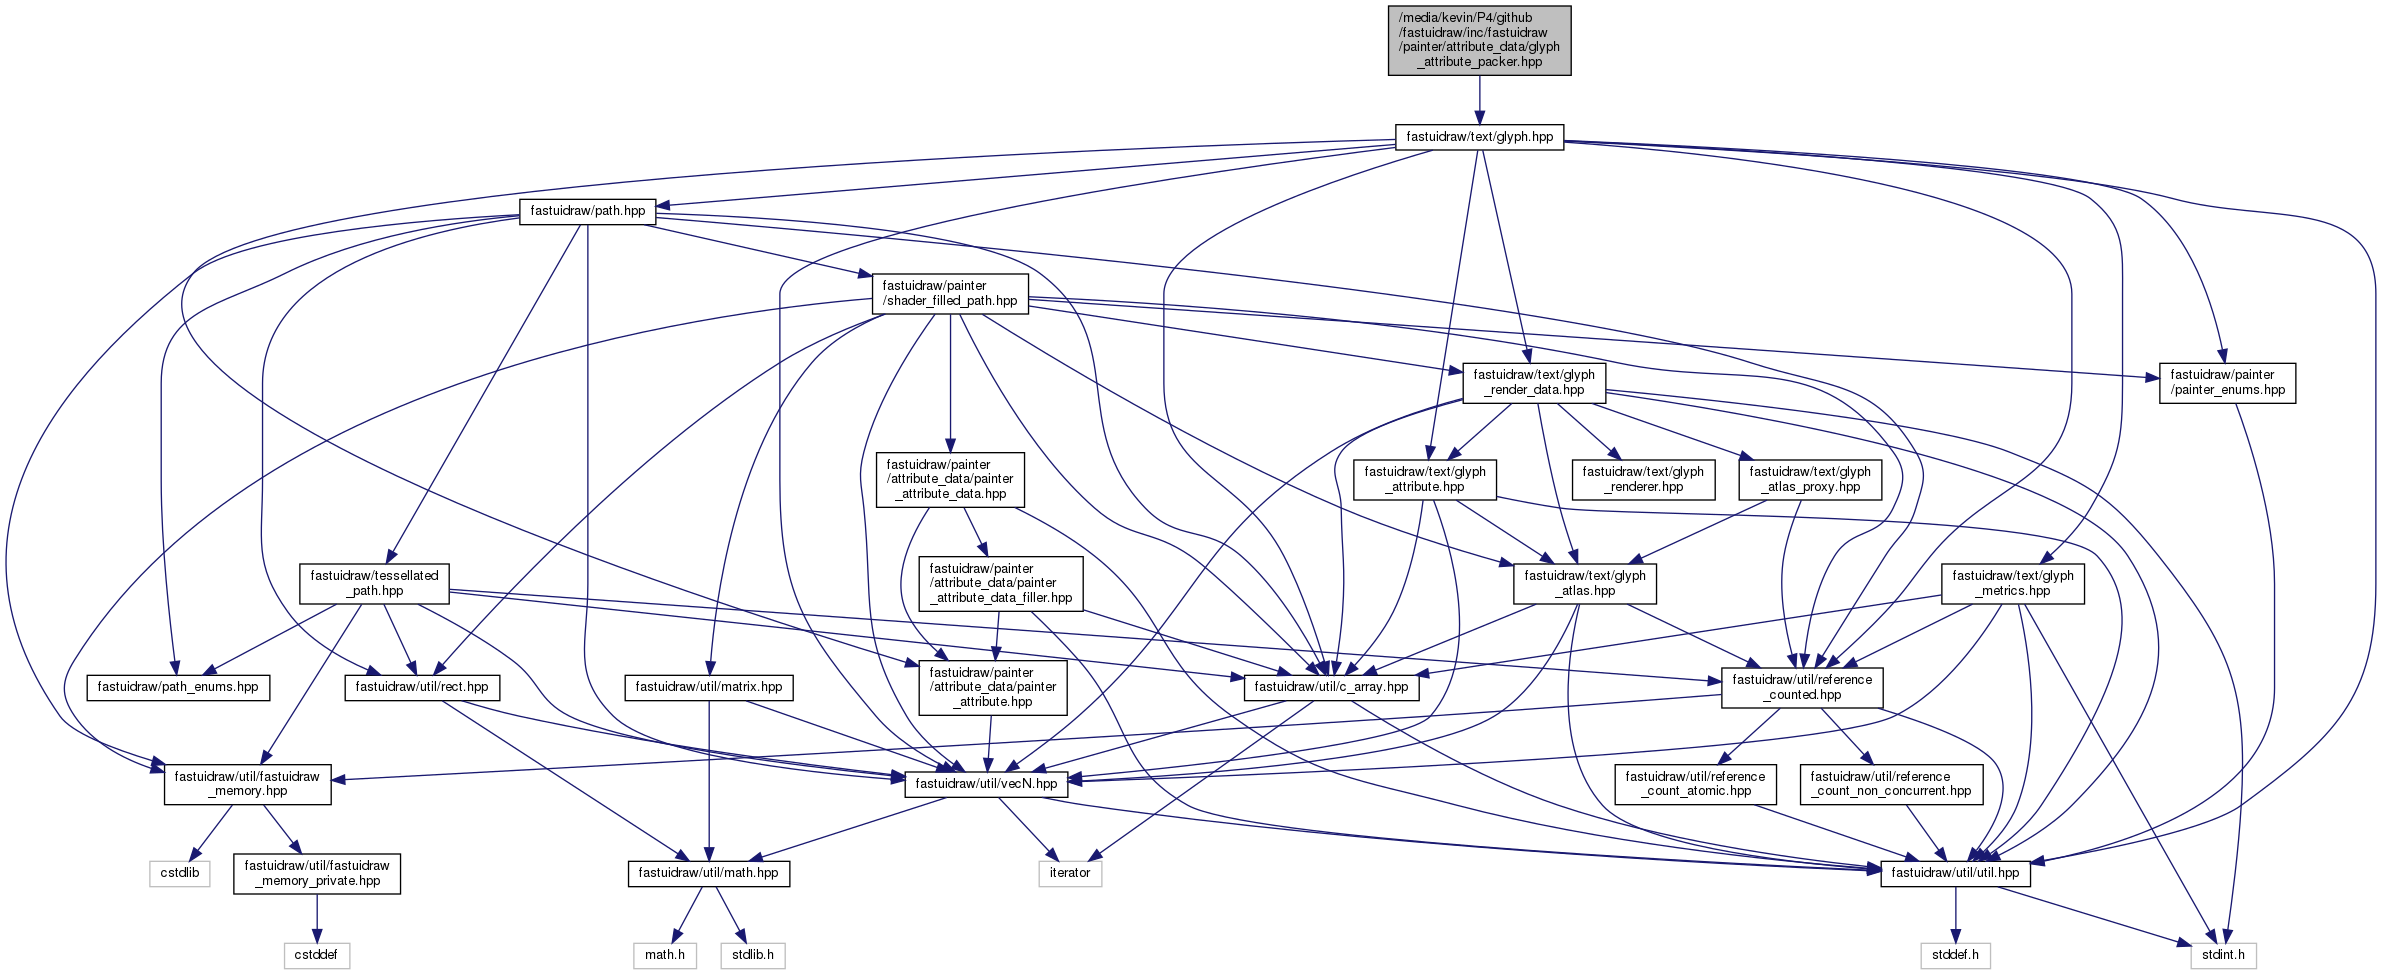 /media/kevin/P4/github
/fastuidraw/inc/fastuidraw
/painter/attribute_data/glyph
_attribute_packer.hpp
fastuidraw/text/glyph.hpp
fastuidraw/path.hpp
fastuidraw/painter
/shader_filled_path.hpp
fastuidraw/text/glyph
_render_data.hpp
fastuidraw/painter
/painter_enums.hpp
fastuidraw/painter
/attribute_data/painter
_attribute_data.hpp
fastuidraw/text/glyph
_attribute.hpp
fastuidraw/text/glyph
_renderer.hpp
fastuidraw/text/glyph
_atlas_proxy.hpp
fastuidraw/tessellated
_path.hpp
fastuidraw/painter
/attribute_data/painter
_attribute_data_filler.hpp
fastuidraw/text/glyph
_atlas.hpp
fastuidraw/text/glyph
_metrics.hpp
fastuidraw/path_enums.hpp
fastuidraw/util/rect.hpp
fastuidraw/util/matrix.hpp
fastuidraw/painter
/attribute_data/painter
_attribute.hpp
fastuidraw/util/c_array.hpp
fastuidraw/util/reference
_counted.hpp
fastuidraw/util/fastuidraw
_memory.hpp
fastuidraw/util/vecN.hpp
fastuidraw/util/reference
_count_atomic.hpp
fastuidraw/util/reference
_count_non_concurrent.hpp
cstdlib
fastuidraw/util/fastuidraw
_memory_private.hpp
fastuidraw/util/math.hpp
iterator
fastuidraw/util/util.hpp
cstddef
math.h
stdlib.h
stddef.h
stdint.h